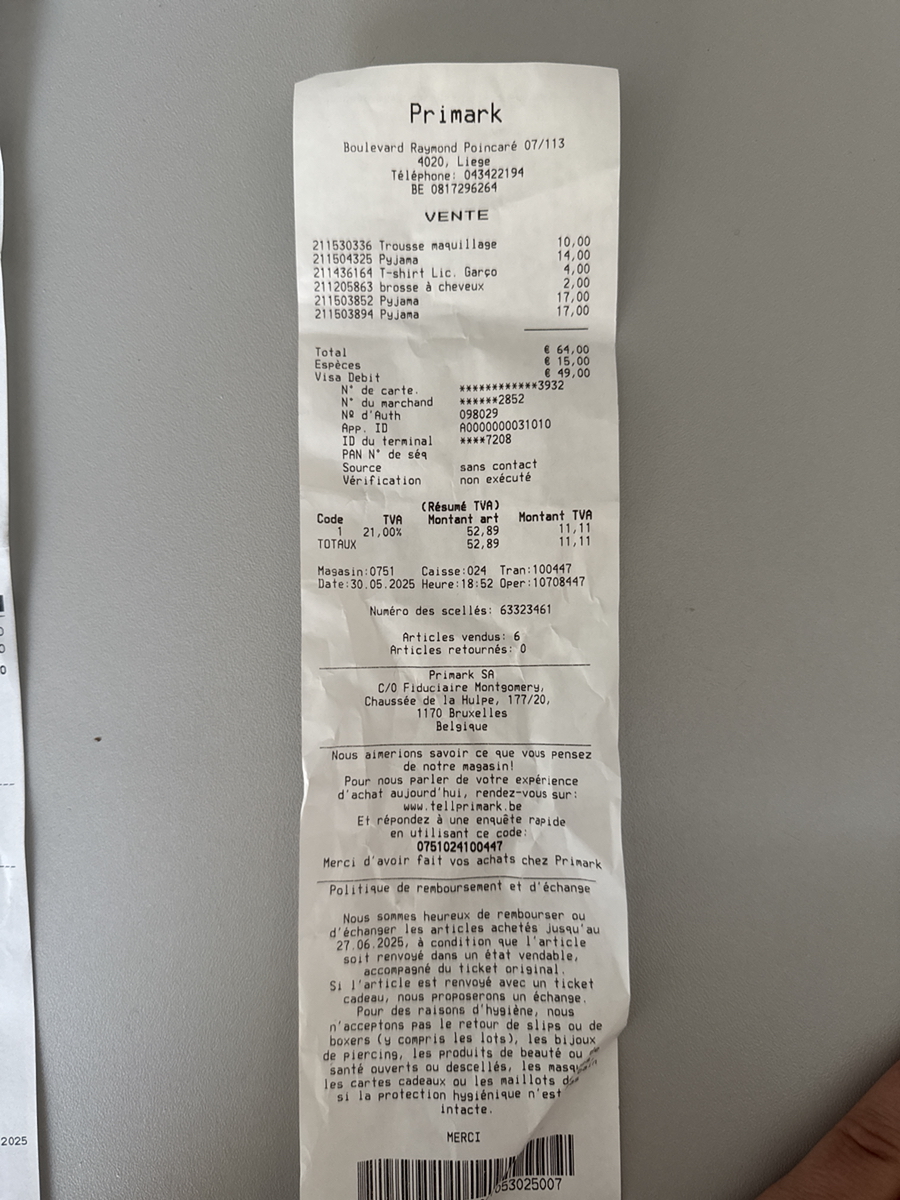 Primark
Boulevard Raymond Poincaré 07/113
4020, Liege
Téléphone: 043422194
BE 0817296264
VENTE
211530336 Trousse maquillage 10,00
211504325 Pyjama 14,00
211436164 T-shirt Lic. Garço 4,00
211205863 brosse à cheveux 2,00
211503852 Pyjama 17,00
211503894 Pyjama 17,00
Total € 64,00
Espèces € 15,00
Visa Debit € 49,00
N° de carte. ************3932
N° du marchand ******2852
Nº d'Auth 098029
App. ID A0000000031010
ID du terminal ****7208
PAN N° de séq
Source sans contact
Vérification non exécuté
(Résumé TVA)
Code TVA Montant art Montant TVA
1 21,00% 52,89 11,11
TOTAUX 52,89 11,11
Magasin:0751 Caisse:024 Tran:100447
Date:30.05.2025 Heure:18:52 Oper:10708447
Numéro des scellés: 63323461
Articles vendus: 6
Articles retournés: 0
Primark SA
C/O Fiduciaire Montgomery,
Chaussée de la Hulpe, 177/20,
1170 Bruxelles
Belgique
Nous aimerions savoir ce que vous pensez
de notre magasin!
Pour nous parler de votre expérience
d'achat aujourd'hui, rendez-vous sur:
www.tellprimark.be
Et répondez à une enquête rapide
en utilisant ce code:
0751024100447
Merci d'avoir fait vos achats chez Primark
Politique de remboursement et d'échange
Nous sommes heureux de rembourser ou
d'échanger les articles achetés jusqu'au
27.06.2025, à condition que l'article
soit renvoyé dans un état vendable,
accompagné du ticket original.
Si l'article est renvoyé avec un ticket
cadeau, nous proposerons un échange.
Pour des raisons d'hygiène, nous
n'acceptons pas le retour de slips ou de
boxers (y compris les lots), les bijoux
de piercing, les produits de beauté ou
santé ouverts ou descellés, les
les cartes cadeaux ou les maillots
si la protection hygiénique n'est
intacte.
MERCI
053025007
2025